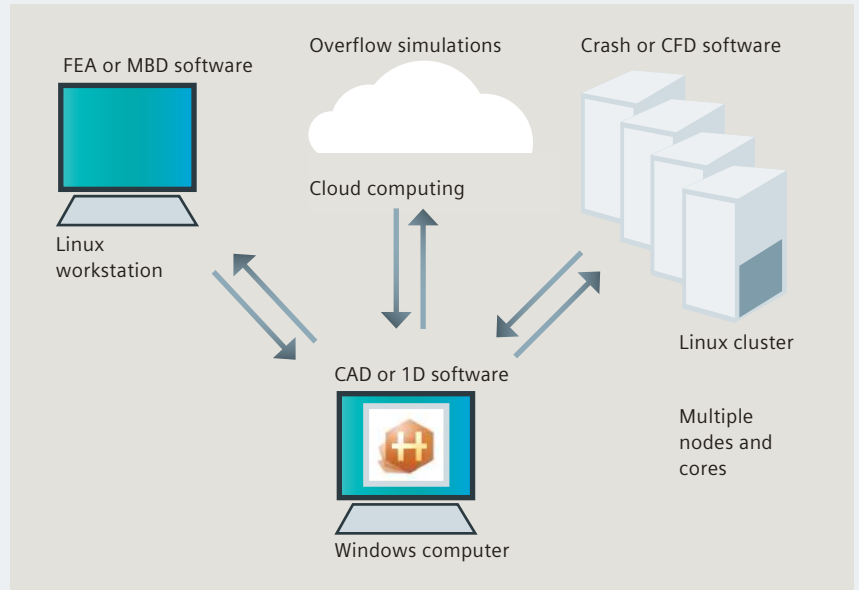 FEA or MBD software
Linux
workstation
Overflow simulations
Cloud computing
Crash or CFD software
Linux cluster
Multiple
nodes and
cores
CAD or 1D software
H
Windows computer